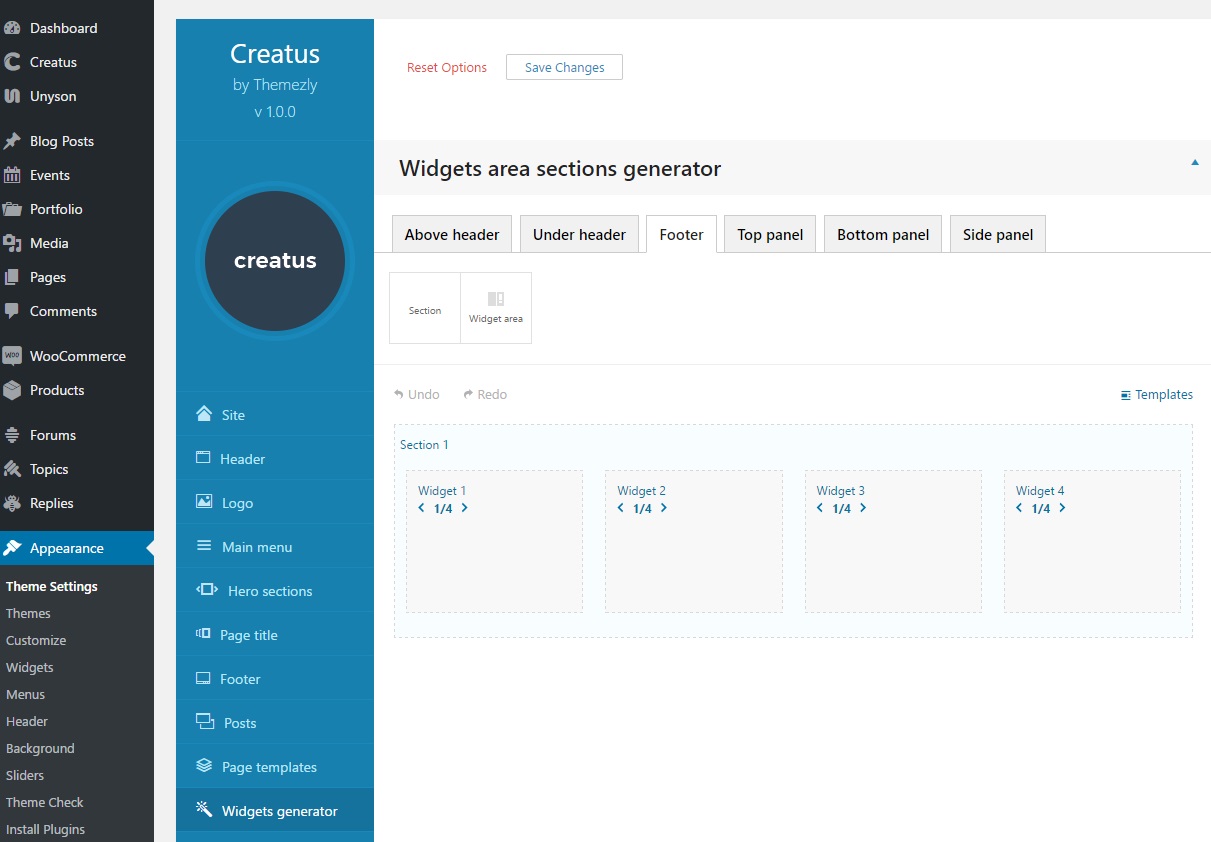 Dashboard
Creatus
Unyson
Blog Posts
Events
Portfolio
Media
Pages
Comments
WOO
WooCommerce
Products
Forums
Topics
Replies
Appearance
Theme Settings
Themes
Customize
Widgets
Menus
Header
Background
Sliders
Theme Check
Install Plugins
Creatus
by Themezly
v 1.0.0
creatus
Site
Header
Logo
Main menu
Hero sections
Page title
Footer
Posts
Page templates
Widgets generator
Reset Options Save Changes
Widgets area sections generator
Above header Under header Footer Top panel Bottom panel Side panel
Section Widget area
Undo Redo Templates
Section 1
Widget 1 Widget 2 Widget 3 Widget 4
1/4 1/4 1/4 1/4